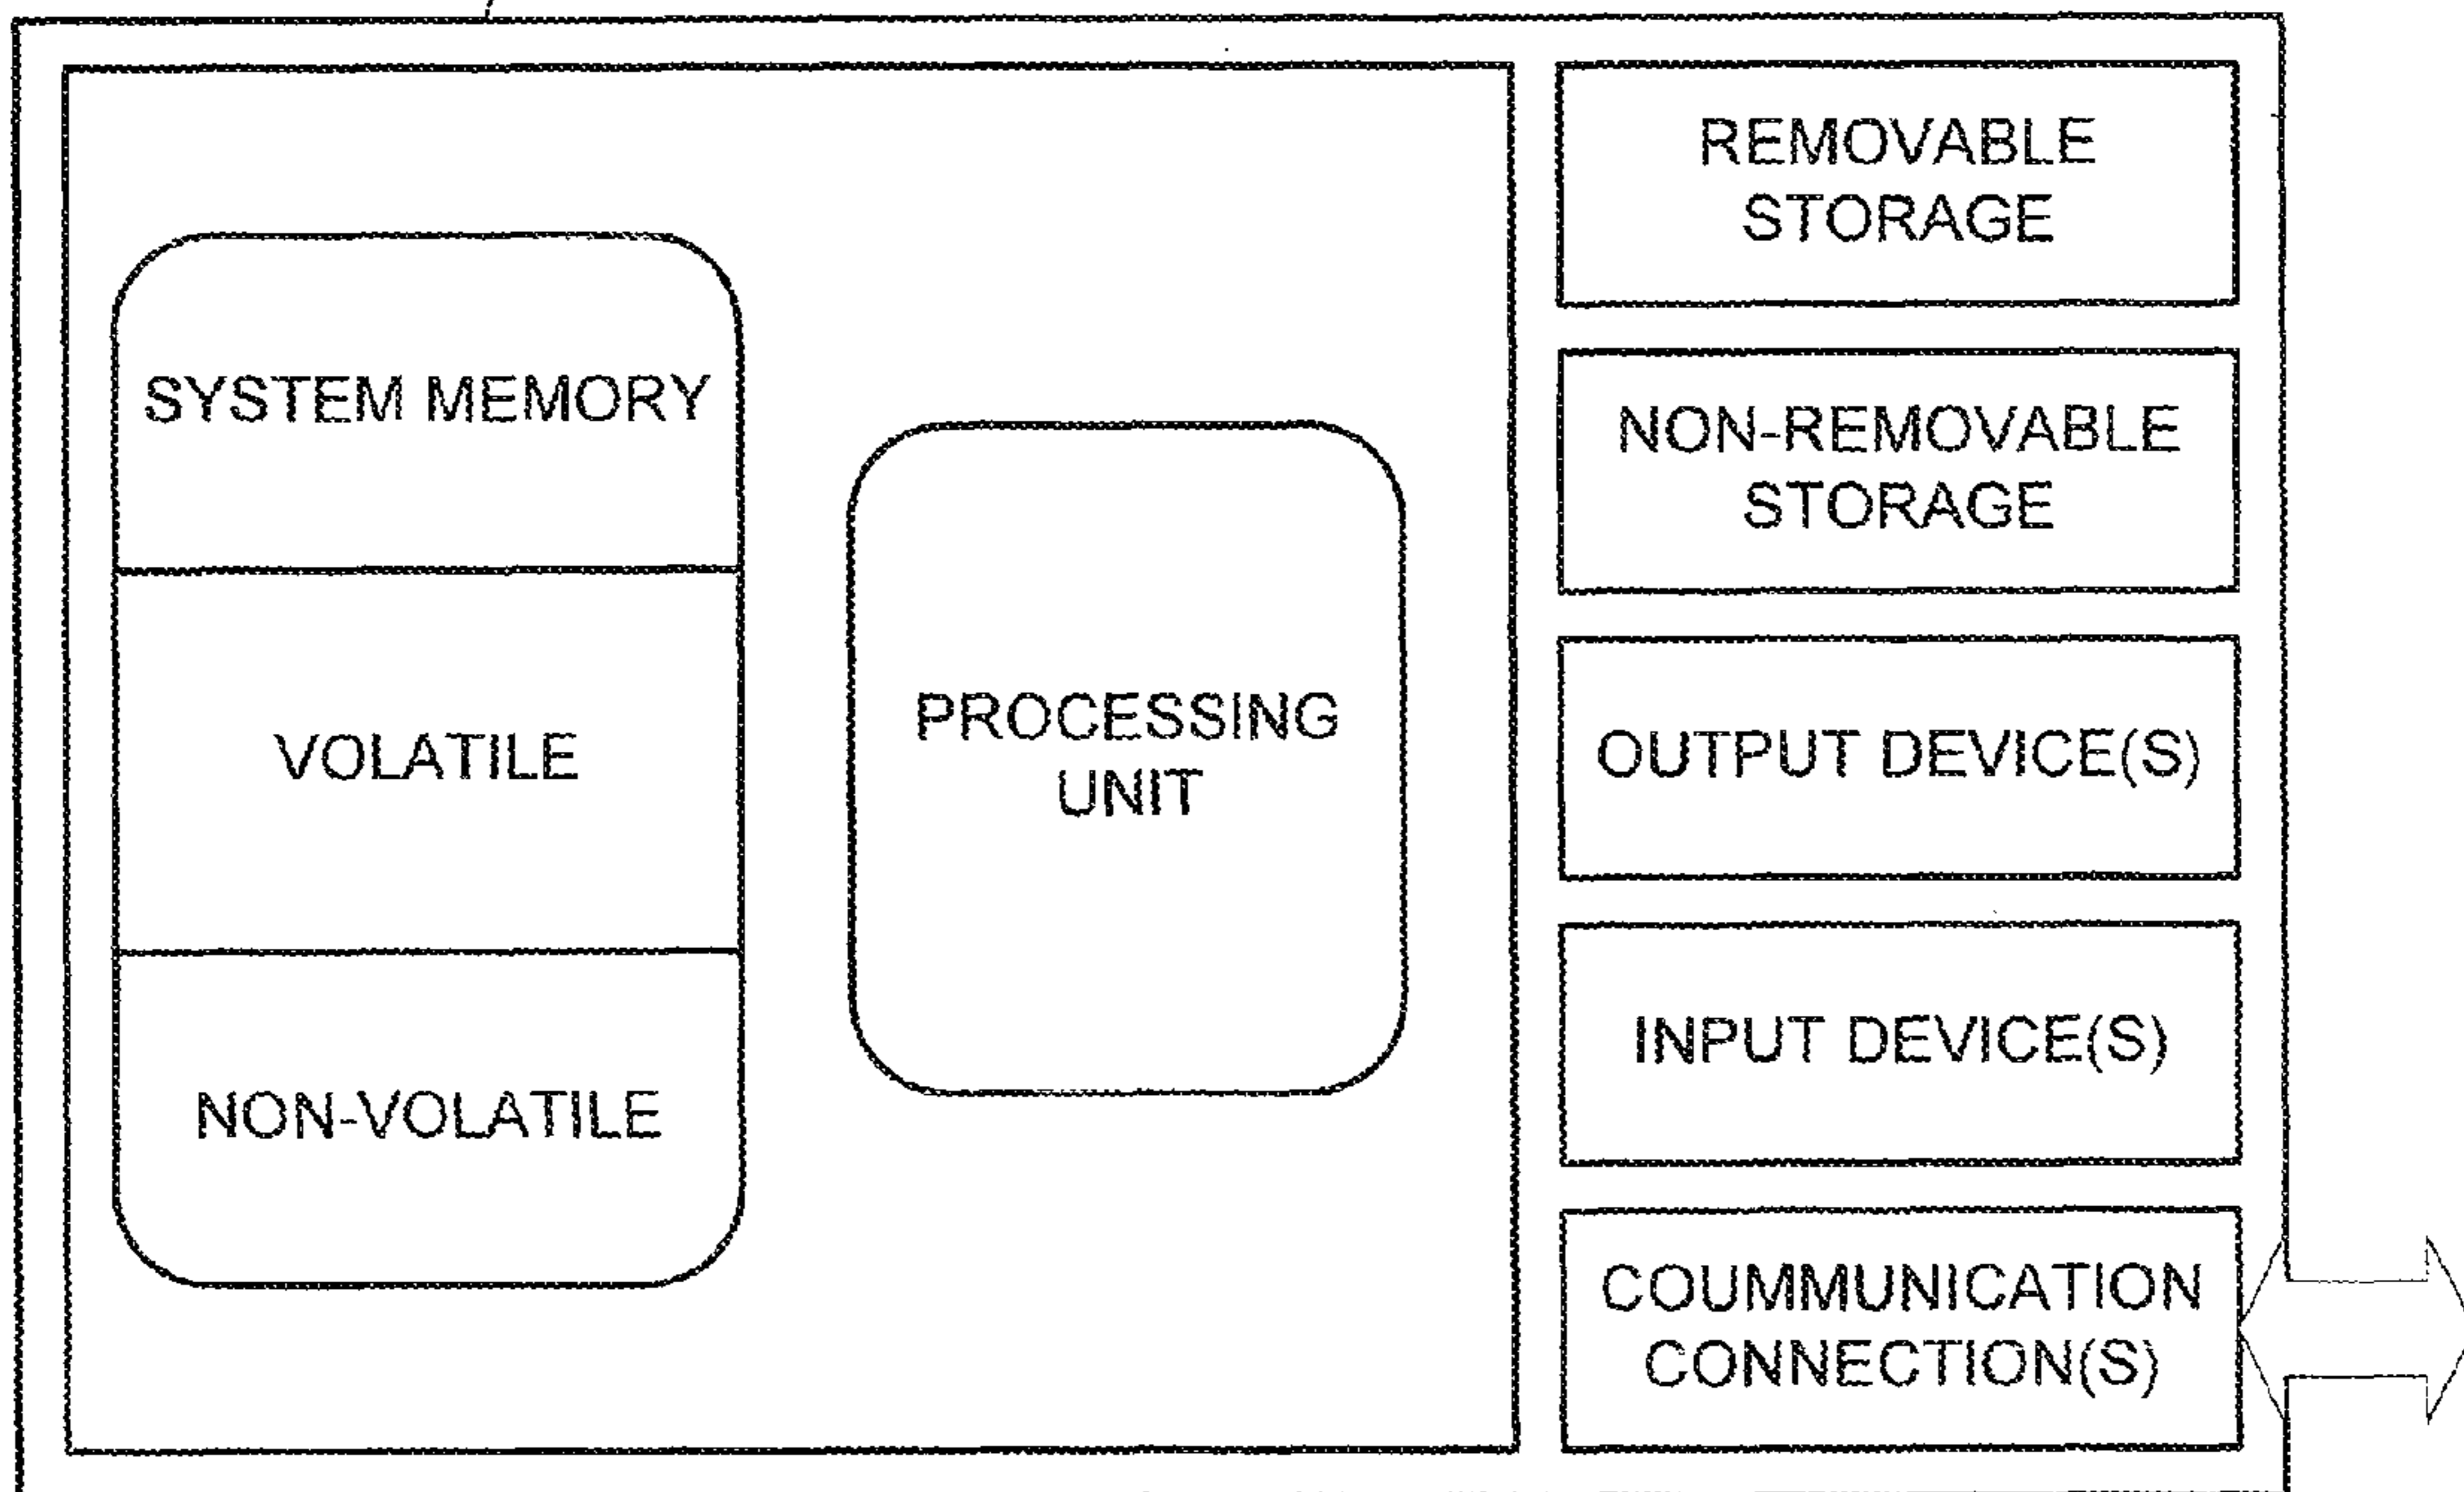 SYSTEM MEMORY
VOLATILE
NON-VOLATILE
PROCESSING
UNIT
REMOVABLE
STORAGE
NON-REMOVABLE
STORAGE
OUTPUT DEVICE(S)
INPUT DEVICE(S)
COUMMUNICATION
CONNECTION(S)